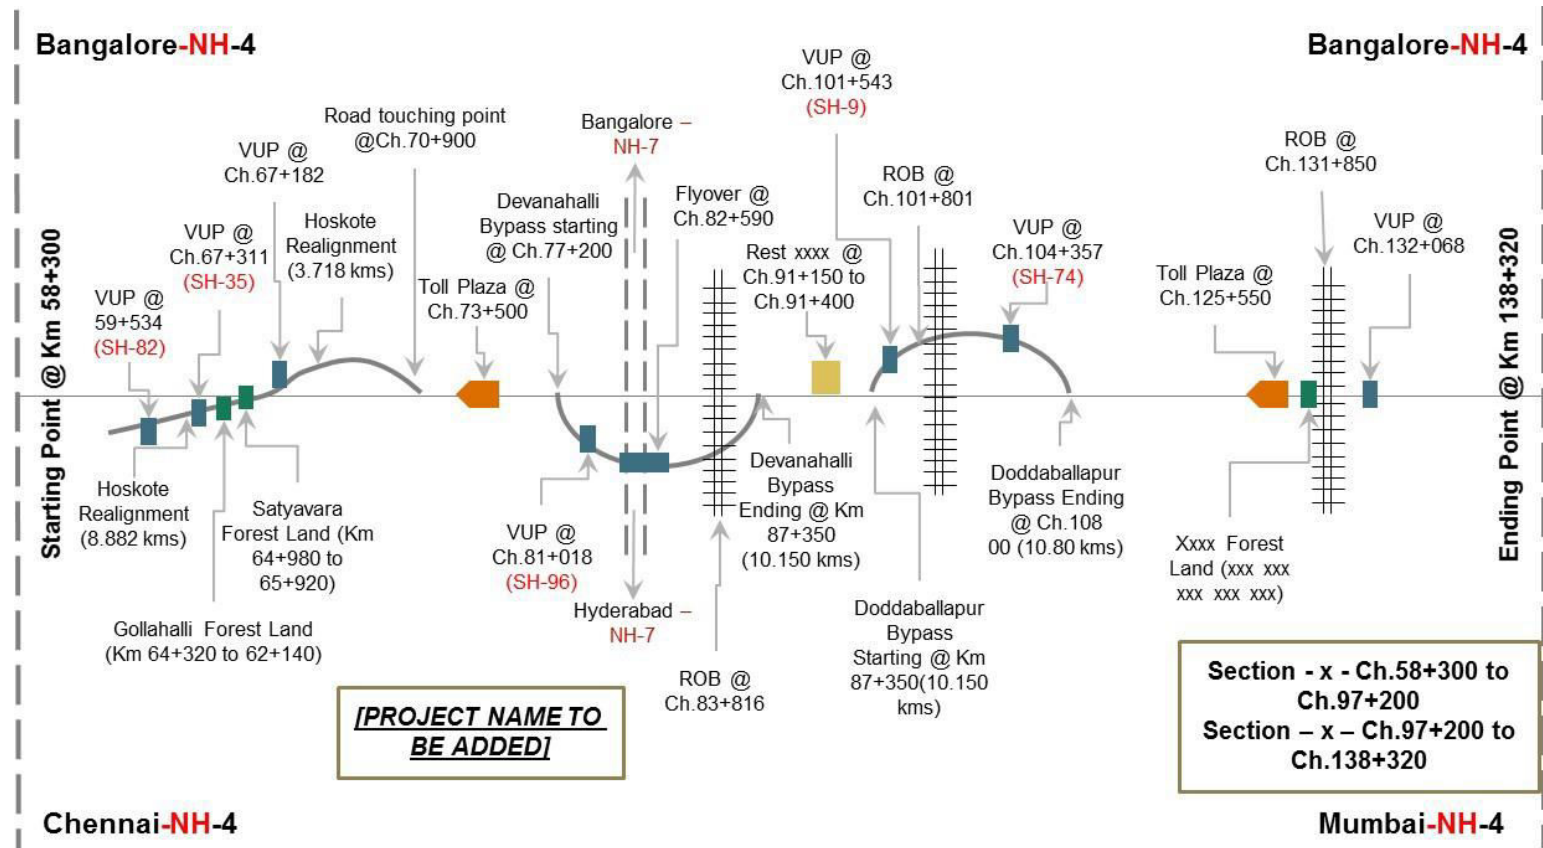 Bangalore-NH-4
Bangalore-NH-4
Starting Point @ Km 58+300
VUP @
59+534
(SH-82)
VUP @
Ch.67+311
(SH-35)
VUP @
Ch.67+182
Hoskote
Realignment
(3.718 kms)
Road touching point
@Ch.70+900
Toll Plaza @
Ch.73+500
Devanahalli
Bypass starting
@ Ch.77+200
Bangalore –
NH-7
Flyover @
Ch.82+590
VUP @
Ch.101+543
(SH-9)
Rest xxxx @
Ch.91+150 to
Ch.91+400
ROB @
Ch.101+801
VUP @
Ch.104+357
(SH-74)
Toll Plaza @
Ch.125+550
ROB @
Ch.131+850
VUP @
Ch.132+068
Ending Point @ Km 138+320
Hoskote
Realignment
(8.882 kms)
Gollahalli Forest Land
(Km 64+320 to 62+140)
Satyavara
Forest Land (Km
64+980 to
65+920)
VUP @
Ch.81+018
(SH-96)
Hyderabad –
NH-7
ROB @
Ch.83+816
Devanahalli
Bypass
Ending @ Km
87+350
(10.150 kms)
Doddaballapur
Bypass
Starting @ Km
87+350(10.150
kms)
Doddaballapur
Bypass Ending
@ Ch.108
00 (10.80 kms)
Xxxx Forest
Land (xxx xxx
xxx xxx xxx)
[PROJECT NAME TO
BE ADDED]
Section - x - Ch.58+300 to
Ch.97+200
Section – x – Ch.97+200 to
Ch.138+320
Chennai-NH-4
Mumbai-NH-4